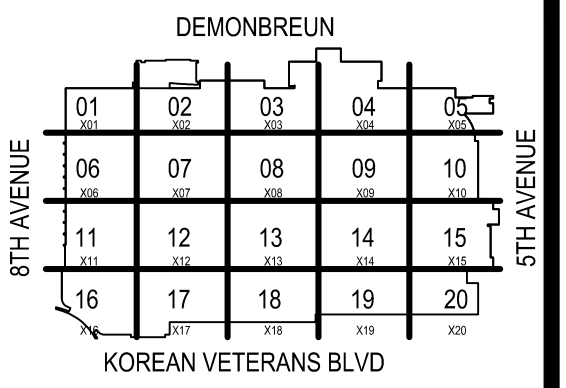 DEMONBREUN
01 02 03 04 05
X01 X02 X03 X04 X05
8TH AVENUE
5TH AVENUE
06 07 08 09 10
X06 X07 X08 X09 X10
11 12 13 14 15
X11 X12 X13 X14 X15
16 17 18 19 20
X16 X17 X18 X19 X20
KOREAN VETERANS BLVD